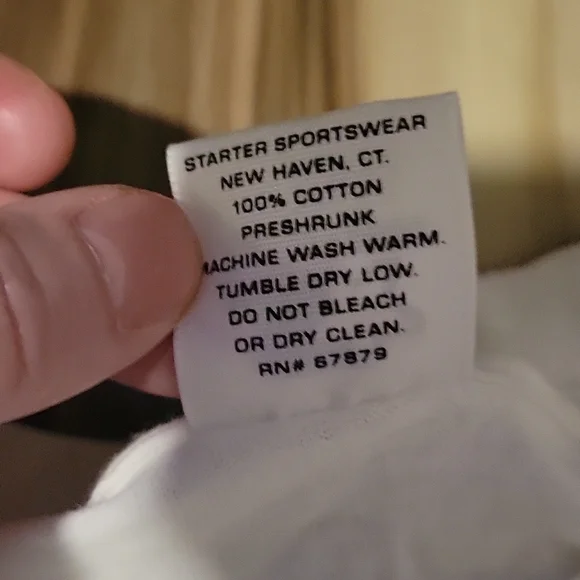 STARTER SPORTSWEAR
NEW HAVEN, CT.
100% COTTON
PRESHRUNK
MACHINE WASH WARM.
TUMBLE DRY LOW.
DO NOT BLEACH
OR DRY CLEAN.
RN# 67879